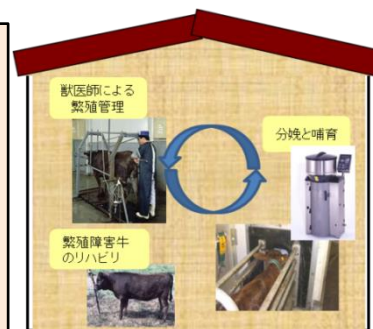 獣医師による
繁殖管理
分娩と哺育
繁殖障害牛
のリハビリ